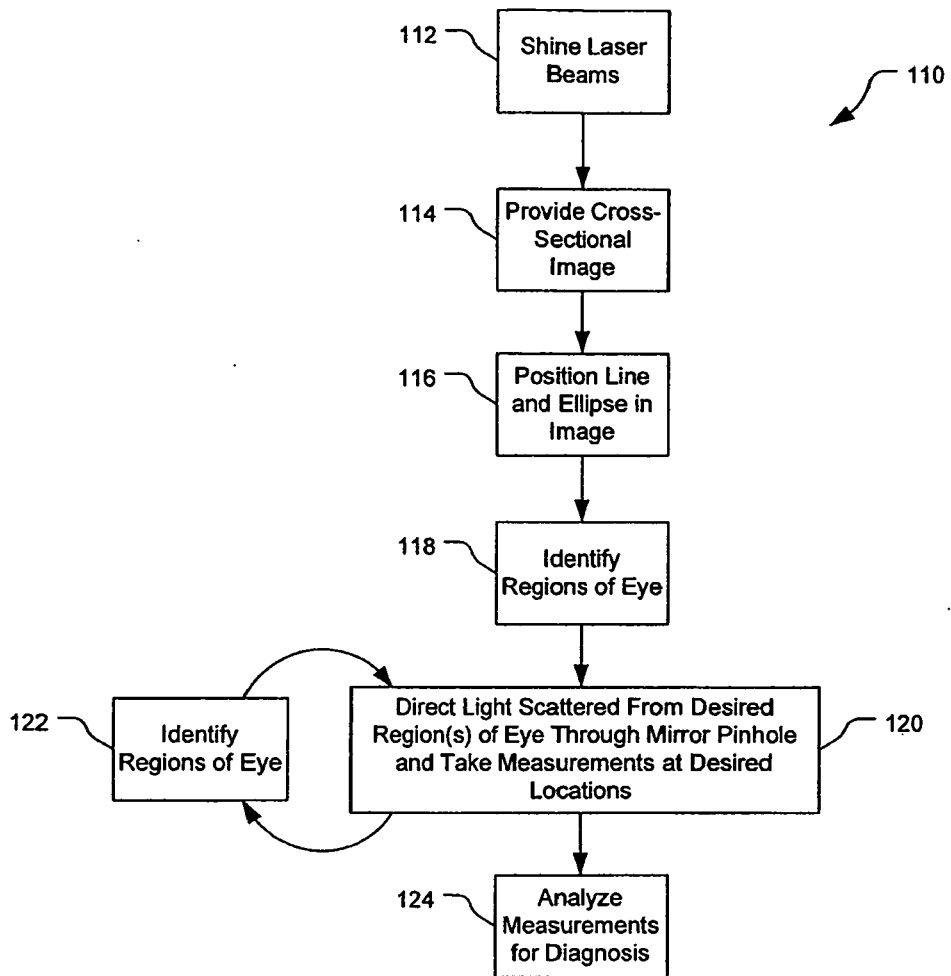 112
Shine Laser
Beams
110
114
Provide Cross-
Sectional
Image
116
Position Line
and Ellipse in
Image
118
Identify
Regions of Eye
122
Identify
Regions of Eye
Direct Light Scattered From Desired
Region(s) of Eye Through Mirror Pinhole
and Take Measurements at Desired
Locations
120
124
Analyze
Measurements
for Diagnosis